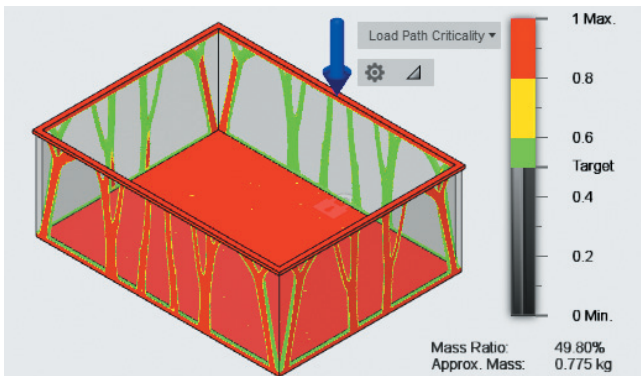 Load Path Criticality
1 Max.
0.8
0.6
Target
0.4
0.2
0 Min.
Mass Ratio: 49.80%
Approx. Mass: 0.775 kg